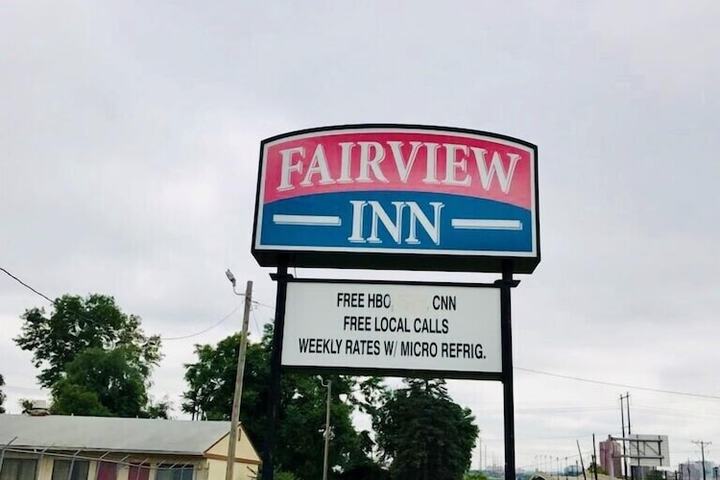 FAIRVIEW
INN
FREE HBO, CNN
FREE LOCAL CALLS
WEEKLY RATES W/ MICRO REFRIG.